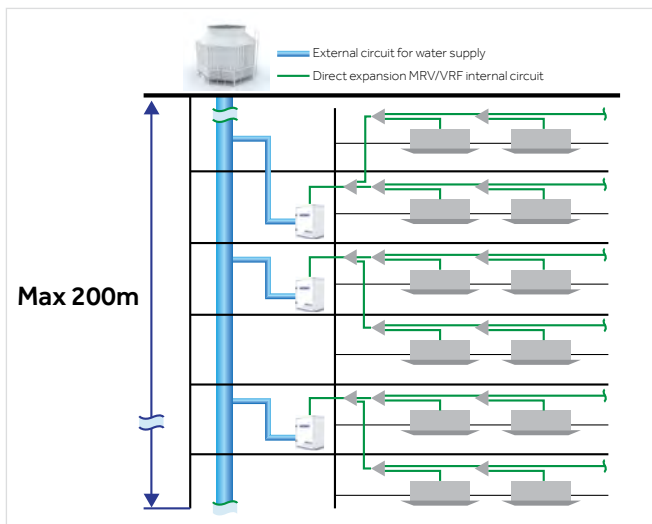 External circuit for water supply
Direct expansion MRV/VRF internal circuit
Max 200m